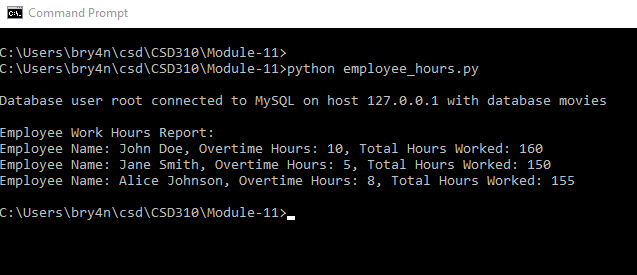 Command Prompt
C:\Users\bry4n\csd\CSD310\Module-11>
C:\Users\bry4n\csd\CSD310\Module-11>python employee_hours.py
Database user root connected to MySQL on host 127.0.0.1 with database movies
Employee Work Hours Report:
Employee Name: John Doe, Overtime Hours: 10, Total Hours Worked: 160
Employee Name: Jane Smith, Overtime Hours: 5, Total Hours Worked: 150
Employee Name: Alice Johnson, Overtime Hours: 8, Total Hours Worked: 155
C:\Users\bry4n\csd\CSD310\Module-11>